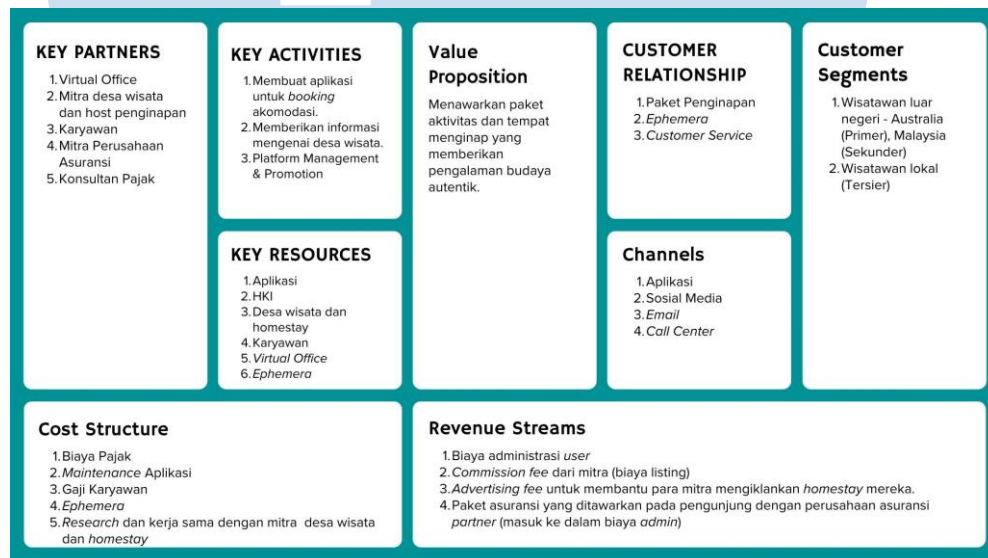 KEY PARTNERS
1. Virtual Office
2. Mitra desa wisata
dan host penginapan
3. Karyawan
4. Mitra Perusahaan
Asuransi
5. Konsultan Pajak
KEY ACTIVITIES
1. Membuat aplikasi
untuk booking
akomodasi.
2. Memberikan informasi
mengenai desa wisata.
3. Platform Management
& Promotion
KEY RESOURCES
1. Aplikasi
2. HKI
3. Desa wisata dan
homestay
4. Karyawan
5. Virtual Office
6. Ephemera
Value
Proposition
Menawarkan paket
aktivitas dan tempat
menginap yang
memberikan
pengalaman budaya
autentik.
CUSTOMER
RELATIONSHIP
1. Paket Penginapan
2. Ephemera
3. Customer Service
Channels
1. Aplikasi
2. Sosial Media
3. Email
4. Call Center
Customer
Segments
1. Wisatawan luar
negeri - Australia
(Primer), Malaysia
(Sekunder)
2. Wisatawan lokal
(Tersier)
Cost Structure
1. Biaya Pajak
2. Maintenance Aplikasi
3. Gaji Karyawan
4. Ephemera
5. Research dan kerja sama dengan mitra desa wisata
dan homestay
Revenue Streams
1. Biaya administrasi user
2. Commission fee dari mitra (biaya listing)
3. Advertising fee untuk membantu para mitra mengiklankan homestay mereka.
4. Paket asuransi yang ditawarkan pada pengunjung dengan perusahaan asuransi
partner (masuk ke dalam biaya admin)